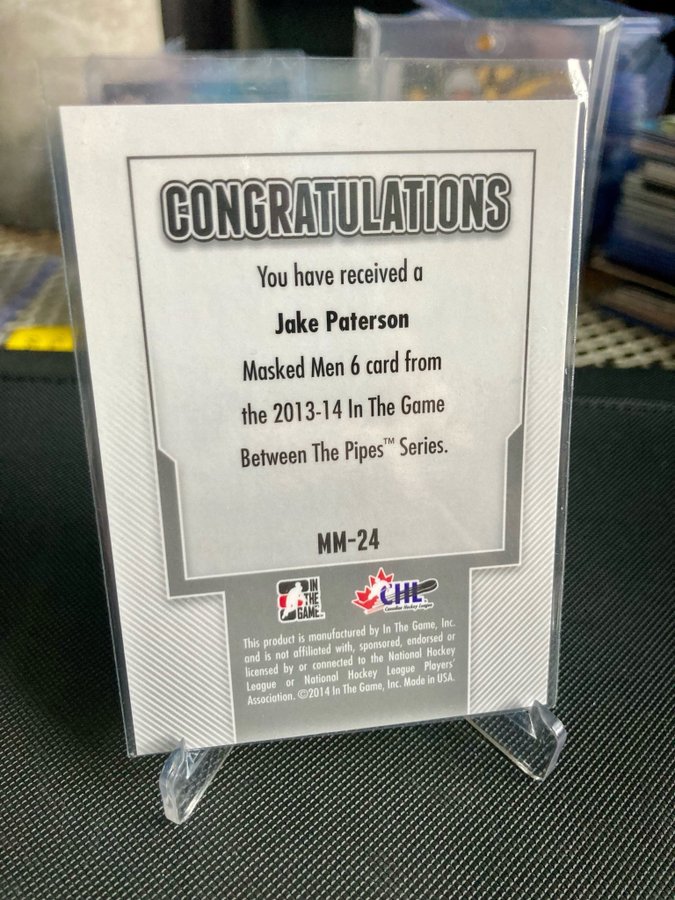 CONGRATULATIONS
You have received a
Jake Paterson
Masked Men 6 card from
the 2013-14 In The Game
Between The Pipes™ Series.
MM-24
IN
THE
GAME
CHL
Canadian Hockey League
This product is manufactured by In The Game, Inc.
and is not affiliated with, sponsored, endorsed or
licensed by or connected to the National Hockey
League or National Hockey League Players'
Association. ©2014 In The Game, Inc. Made in USA.